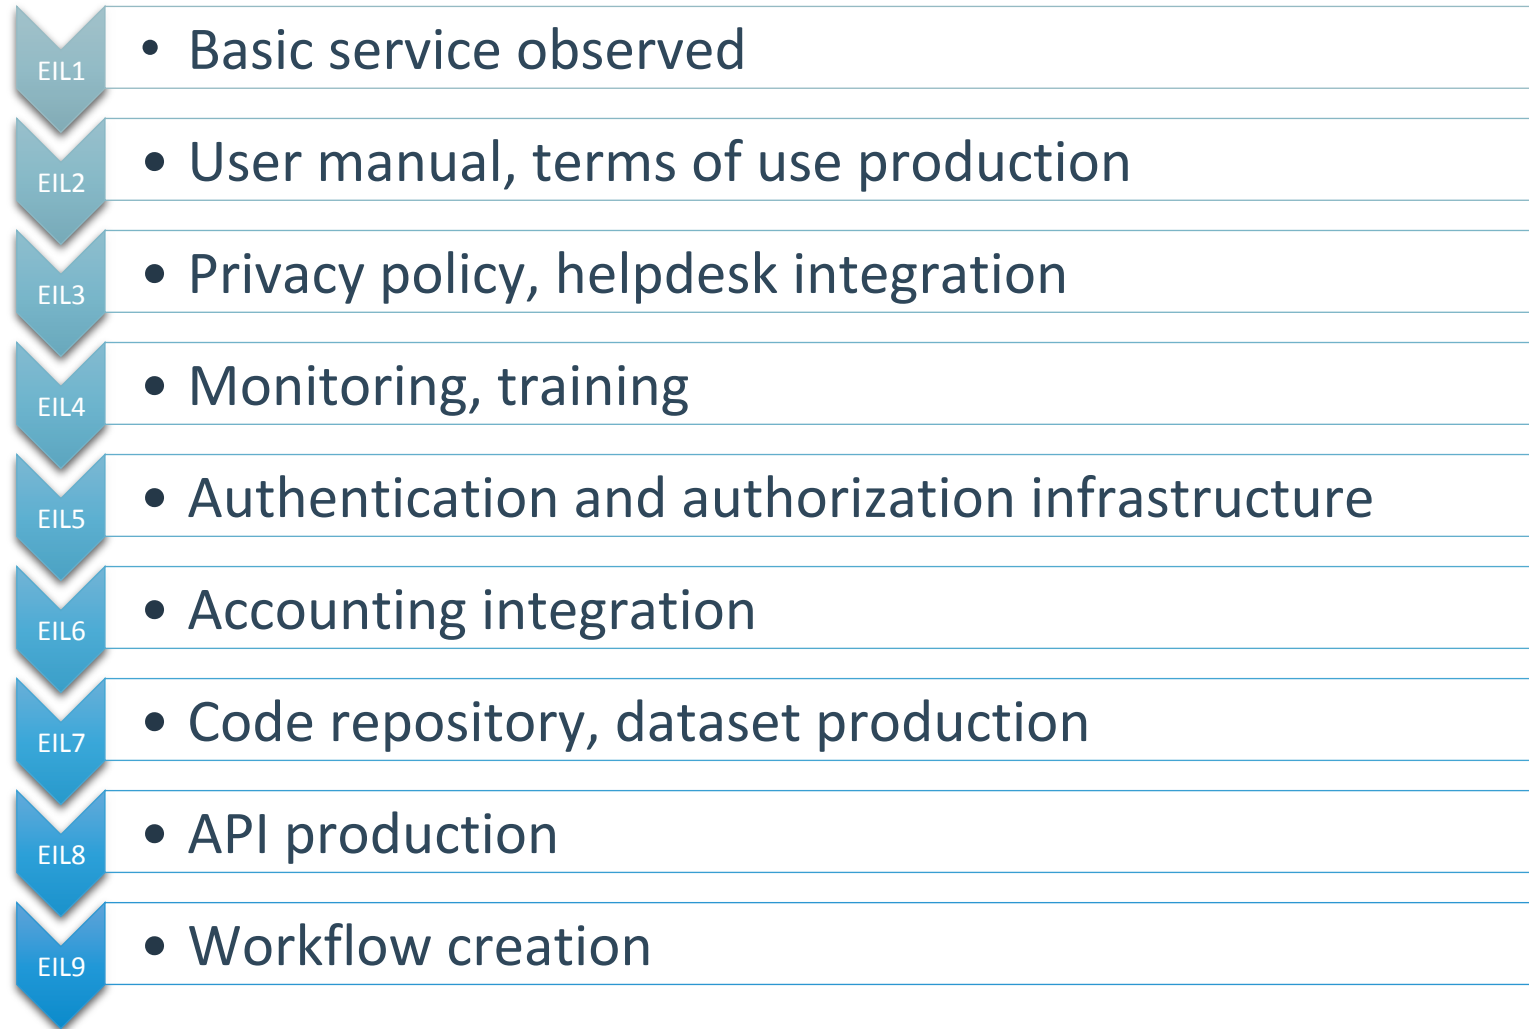 EIL1
• Basic service observed
EIL2
• User manual, terms of use production
EIL3
• Privacy policy, helpdesk integration
EIL4
• Monitoring, training
EIL5
• Authentication and authorization infrastructure
EIL6
• Accounting integration
EIL7
• Code repository, dataset production
EIL8
• API production
EIL9
• Workflow creation